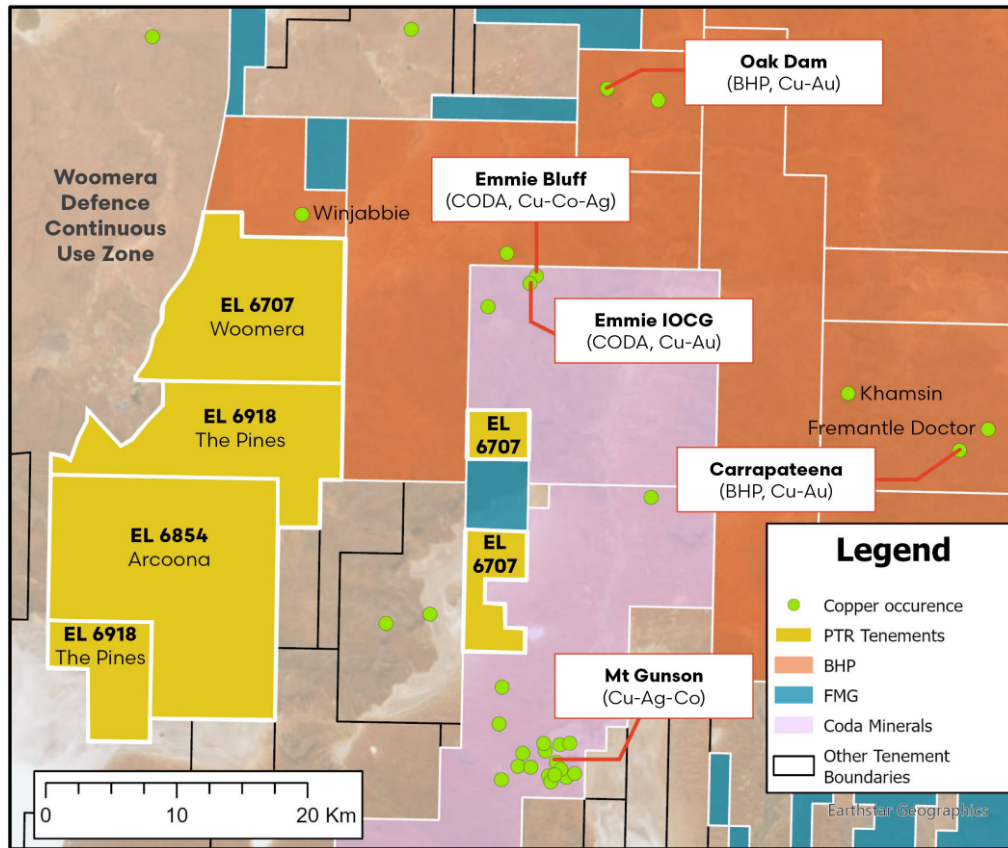 Oak Dam
(BHP, Cu-Au)
Woomera
Defence
Continuous
Use Zone
Emmie Bluff
(CODA, Cu-Co-Ag)
Winjabbie
EL 6707
Woomera
Emmie IOCG
(CODA, Cu-Au)
Khamsin
EL 6918
The Pines
EL
6707
Fremantle Doctor
Carrapateena
(BHP, Cu-Au)
EL 6854
Arcoona
EL
6707
EL 6918
The Pines
Mt Gunson
(Cu-Ag-Co)
Legend
Copper occurence
PTR Tenements
BHP
FMG
Coda Minerals
Other Tenement
Boundaries
0 10 20 Km
Earthstar Geographics